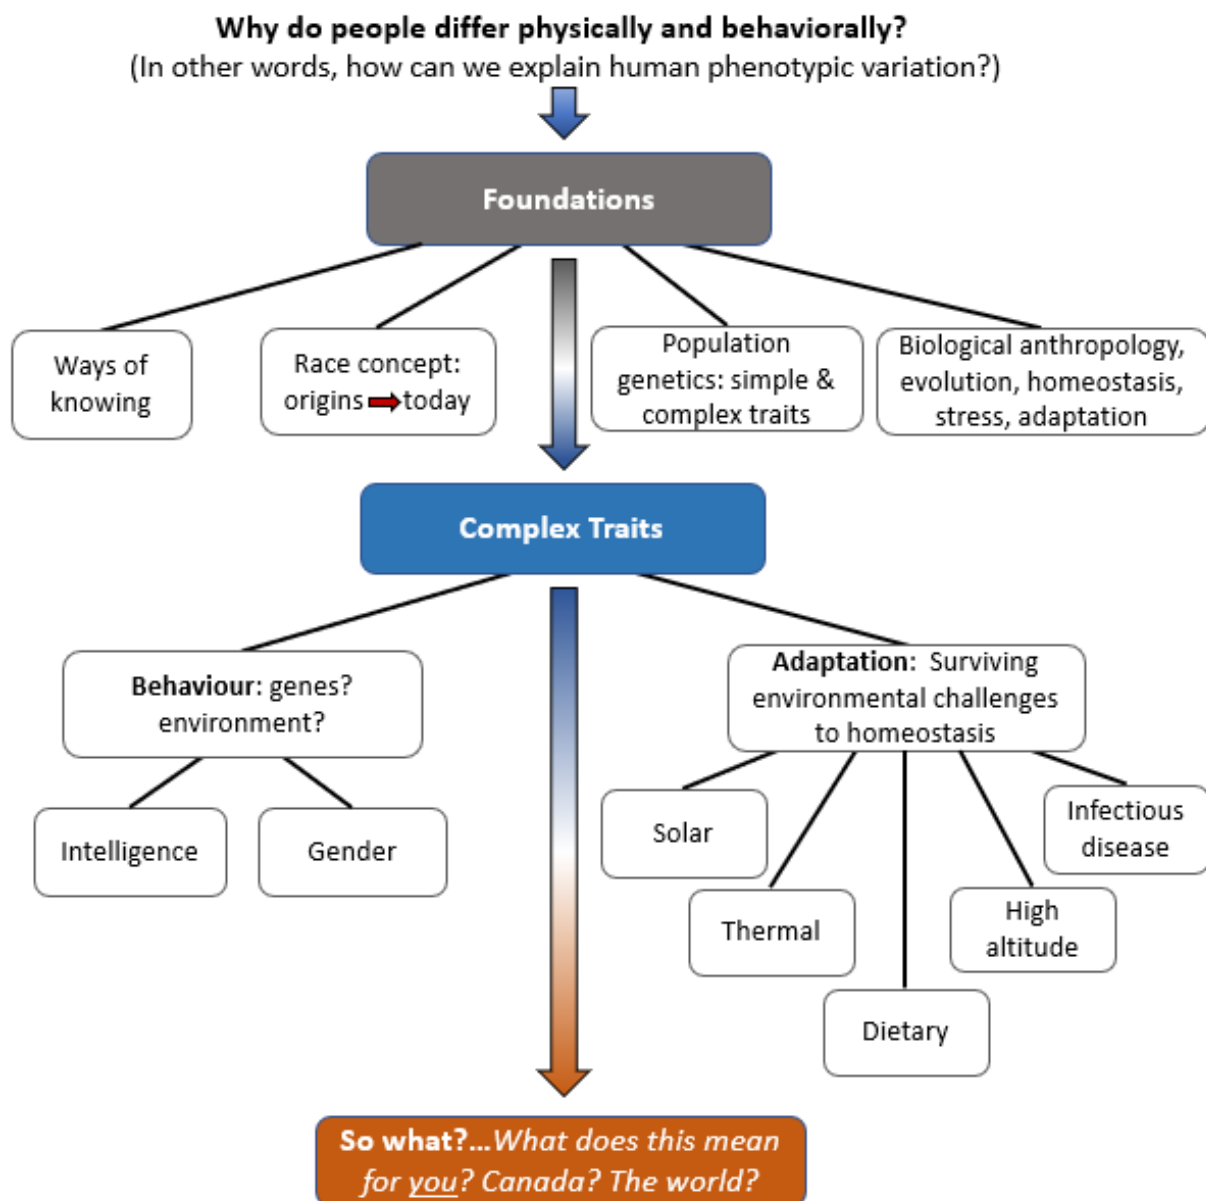 Why do people differ physically and behaviorally?
(In other words, how can we explain human phenotypic variation?)
Foundations
Ways of
knowing
Race concept:
origins today
Population
genetics: simple &
complex traits
Biological anthropology,
evolution, homeostasis,
stress, adaptation
Complex Traits
Behaviour: genes?
environment?
Adaptation: Surviving
environmental challenges
to homeostasis
Intelligence
Gender
Solar
Thermal
Dietary
High
altitude
Infectious
disease
So what?...What does this mean
for you? Canada? The world?